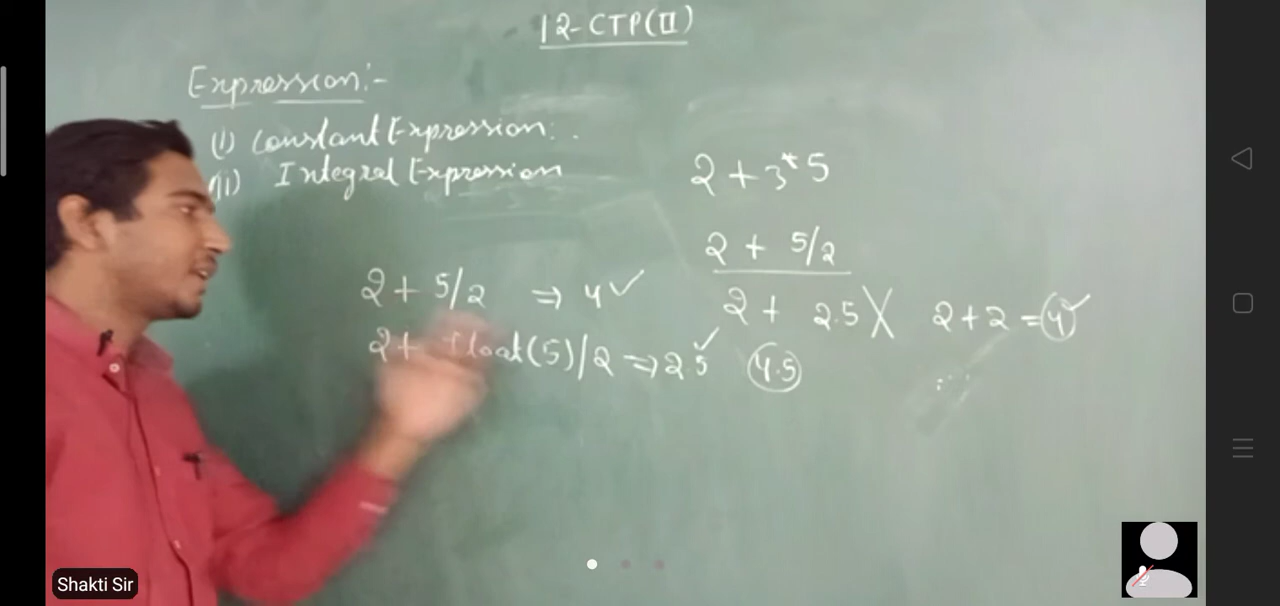 12-CTP(II)
Expression:-
(I) Constant Expression:.
(II) Integral Expression
2 + 3*5
2 + 5/2
2 + 5/2 ⇒ 4 ✓
2 + 2.5 X 2+2 = 4 ✓
2+ float(5)/2 ⇒ 2.5 ✓ 4.5
Shakti Sir